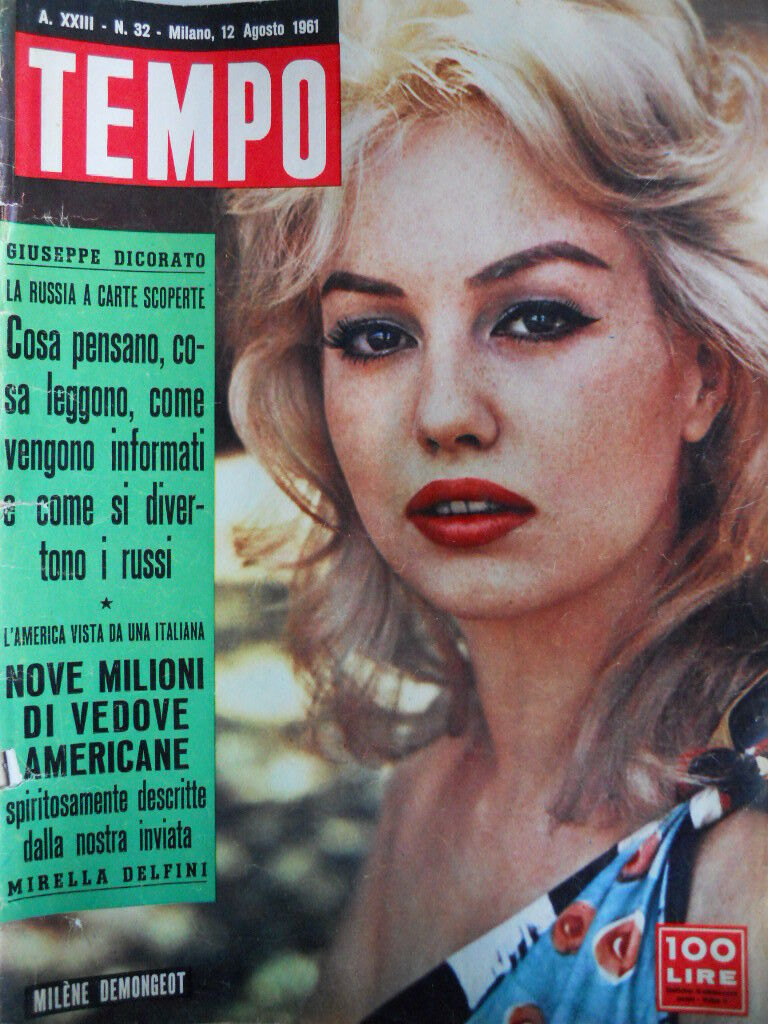 A. XXIII - N. 32 - Milano, 12 Agosto 1961
TEMPO
GIUSEPPE DICORATO
LA RUSSIA A CARTE SCOPERTE
Cosa pensano, co-
sa leggono, come
vengono informati
e come si diver-
tono i russi
★
L'AMERICA VISTA DA UNA ITALIANA
NOVE MILIONI
DI VEDOVE
AMERICANE
spiritosamente descritte
dalla nostra inviata
MIRELLA DELFINI
MILÈNE DEMONGEOT
100
LIRE